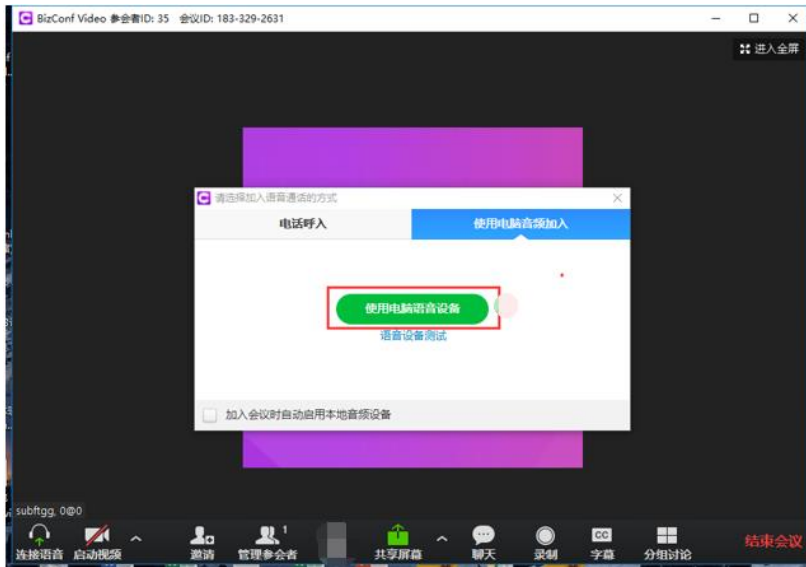 BizConf Video 参会者ID: 35 会议ID: 183-329-2631
进入全屏
请选择加入语音通话的方式
电话呼入 使用电脑音频加入
使用电脑语音设备
语音设备测试
加入会议时自动启用本地音频设备
subftgg, 0@0
1
连接语音 启动视频 邀请 管理参会者 共享屏幕 聊天 录制 CC 字幕 分组讨论 结束会议